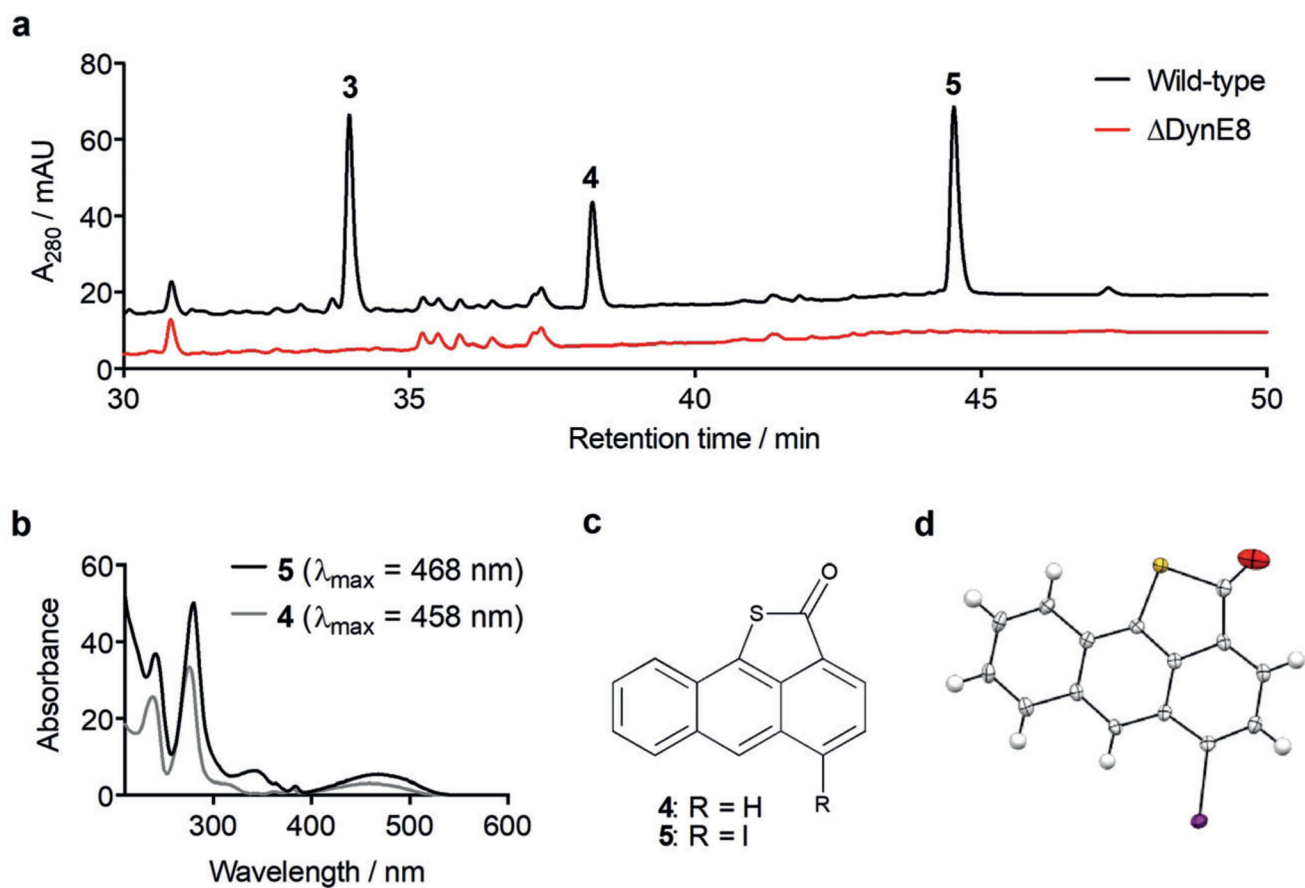 a
80
60
40
20
0
A280 / mAU
3
4
5
Wild-type
ΔDynE8
30
35
40
45
50
Retention time / min
b
60
40
20
0
Absorbance
5 (λmax = 468 nm)
4 (λmax = 458 nm)
300
400
500
600
Wavelength / nm
c
O
S
R
4: R = H
5: R = I
d